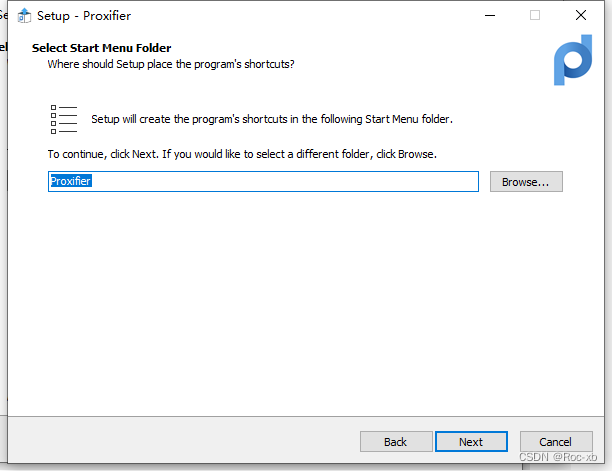 Setup - Proxifier
Select Start Menu Folder
Where should Setup place the program's shortcuts?
Setup will create the program's shortcuts in the following Start Menu folder.
To continue, click Next. If you would like to select a different folder, click Browse.
Proxifier
Browse...
Back
Next
Cancel
CSDN @Roc-xb